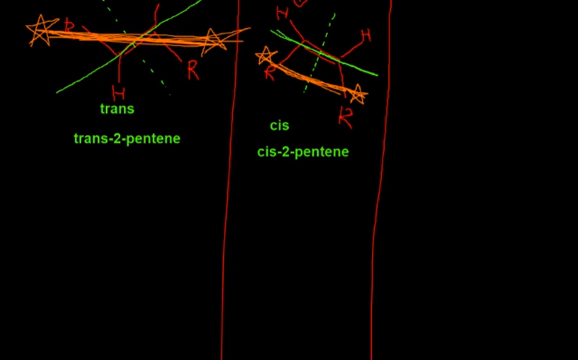 H
H
R
R
R
H
R
trans
cis
trans-2-pentene
cis-2-pentene